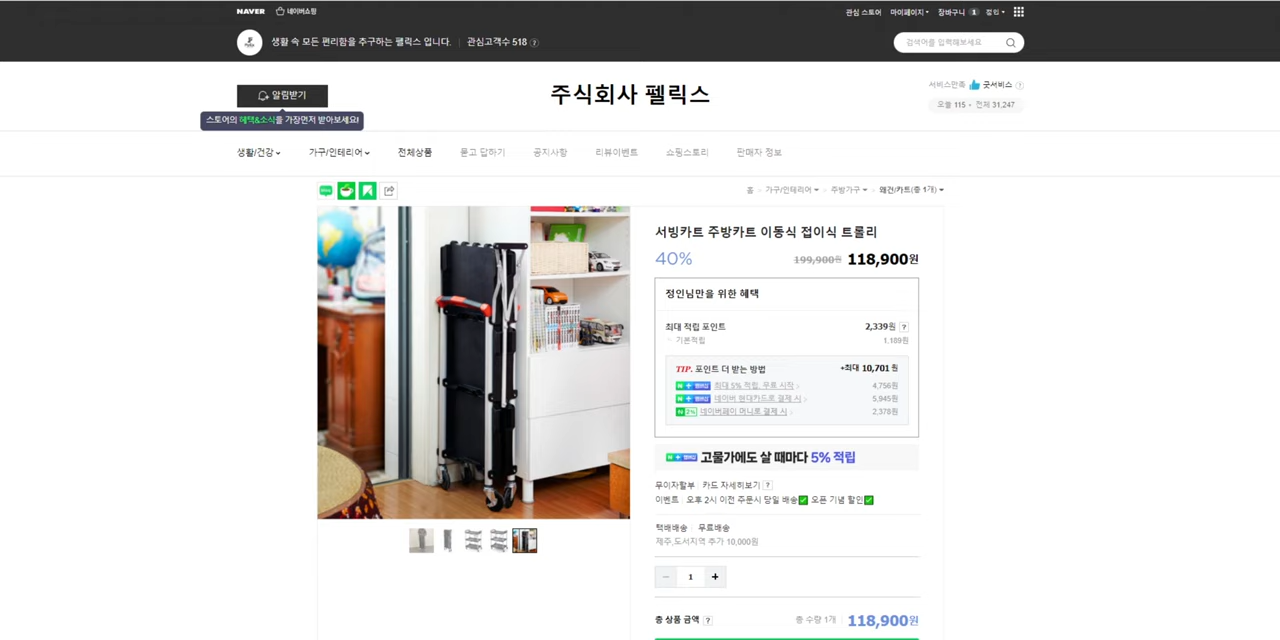 NAVER 네이버쇼핑
관심 스토어 마이페이지 장바구니 1 정인
생활 속 모든 편리함을 추구하는 펠릭스 입니다. 관심고객수 518 ?
검색어를 입력해보세요
알림받기
스토어의 혜택&소식을 가장먼저 받아보세요!
주식회사 펠릭스
서비스만족 굿서비스
오늘 115 · 전체 31,247
생활/건강 가구/인테리어 전체상품 묻고 답하기 공지사항 리뷰이벤트 쇼핑스토리 판매자 정보
홈 > 가구/인테리어 > 주방가구 > 왜건/카트(총 1개)
서빙카트 주방카트 이동식 접이식 트롤리
40% 199,900원 118,900원
정인님만을 위한 혜택
최대 적립 포인트 2,339원 ?
기본적립 1,189원
TIP. 포인트 더 받는 방법 +최대 10,701원
N + 멤버십 최대 5% 적립, 무료 시작 > 4,756원
N + 멤버십 네이버 현대카드로 결제 시 > 5,945원
N 2% 네이버페이 머니로 결제 시 > 2,378원
N + 멤버십 고물가에도 살 때마다 5% 적립
무이자할부 카드 자세히보기 ?
이벤트 오후 2시 이전 주문시 당일 배송✅ 오픈 기념 할인✅
택배배송 무료배송
제주,도서지역 추가 10,000원
− 1 +
총 상품 금액 ? 총 수량 1개 118,900원